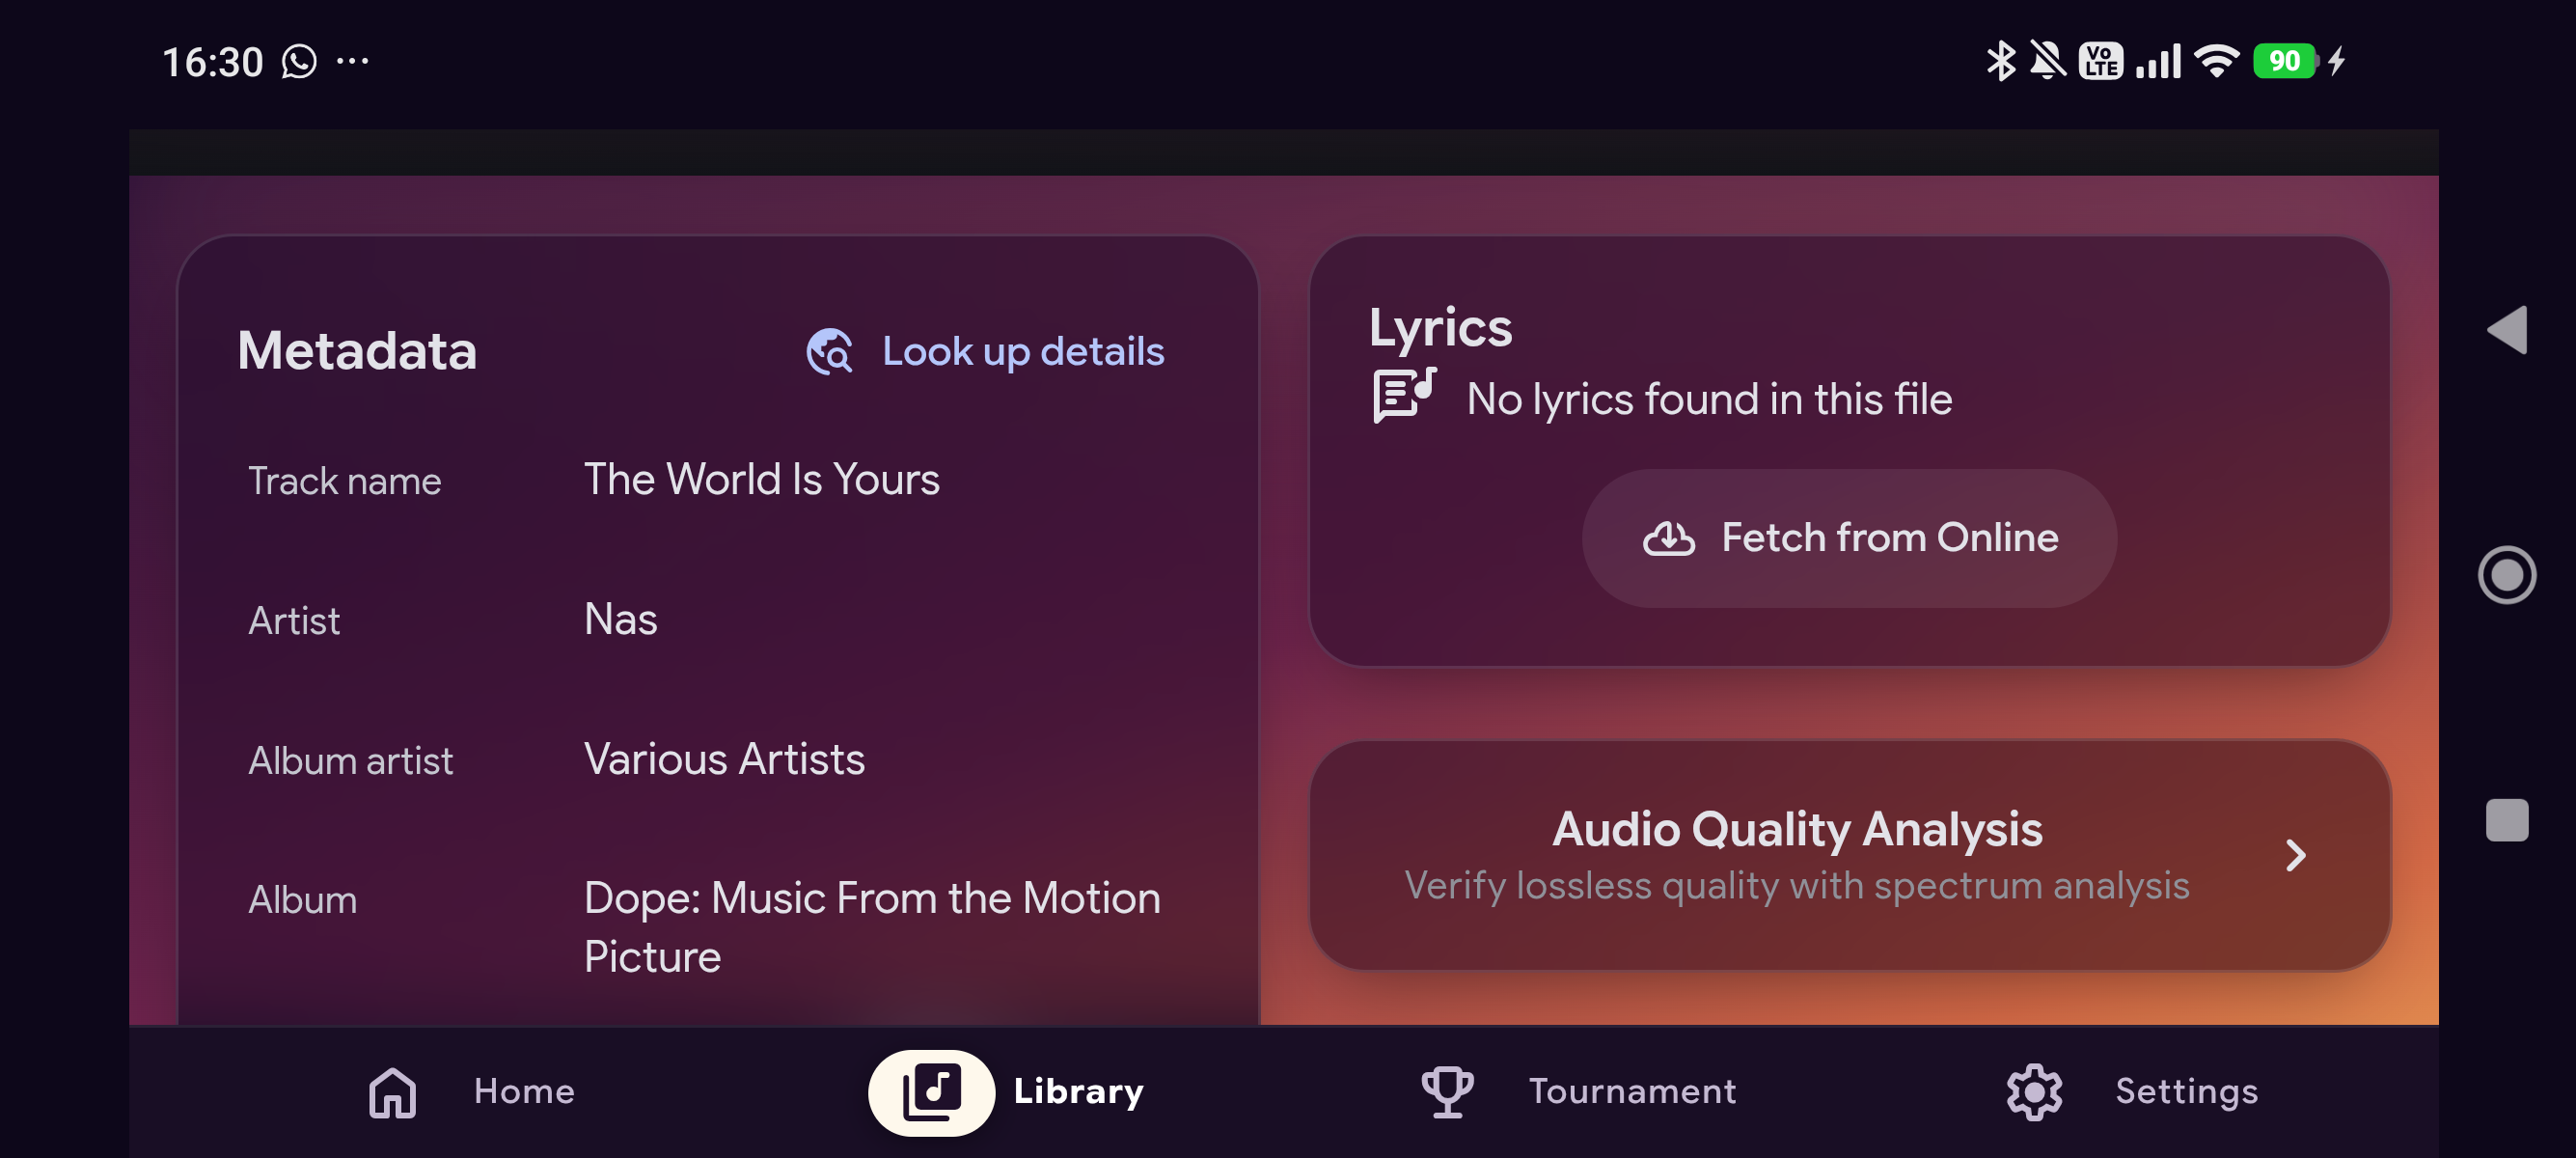 16:30
Vo LTE
90
Metadata
Look up details
Track name
The World Is Yours
Artist
Nas
Album artist
Various Artists
Album
Dope: Music From the Motion
Picture
Lyrics
No lyrics found in this file
Fetch from Online
Audio Quality Analysis
Verify lossless quality with spectrum analysis
Home
Library
Tournament
Settings